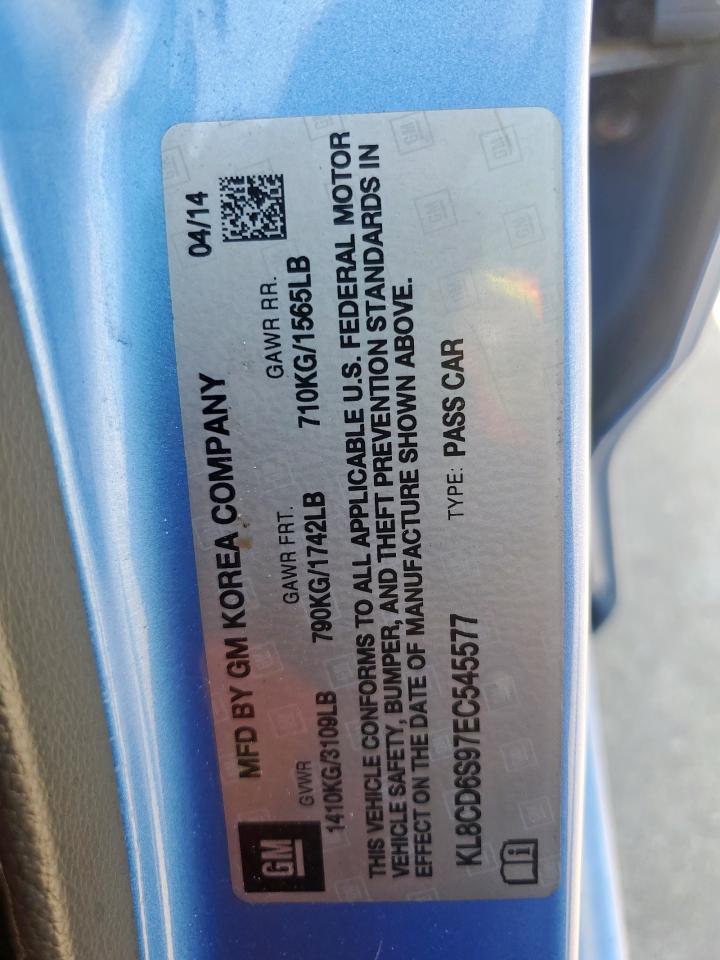 GM
MFD BY GM KOREA COMPANY 04/14
GVWR GAWR FRT. GAWR RR.
1410KG/3109LB 790KG/1742LB 710KG/1565LB
THIS VEHICLE CONFORMS TO ALL APPLICABLE U.S. FEDERAL MOTOR
VEHICLE SAFETY, BUMPER, AND THEFT PREVENTION STANDARDS IN
EFFECT ON THE DATE OF MANUFACTURE SHOWN ABOVE.
KL8CD6S97EC545577 TYPE: PASS CAR